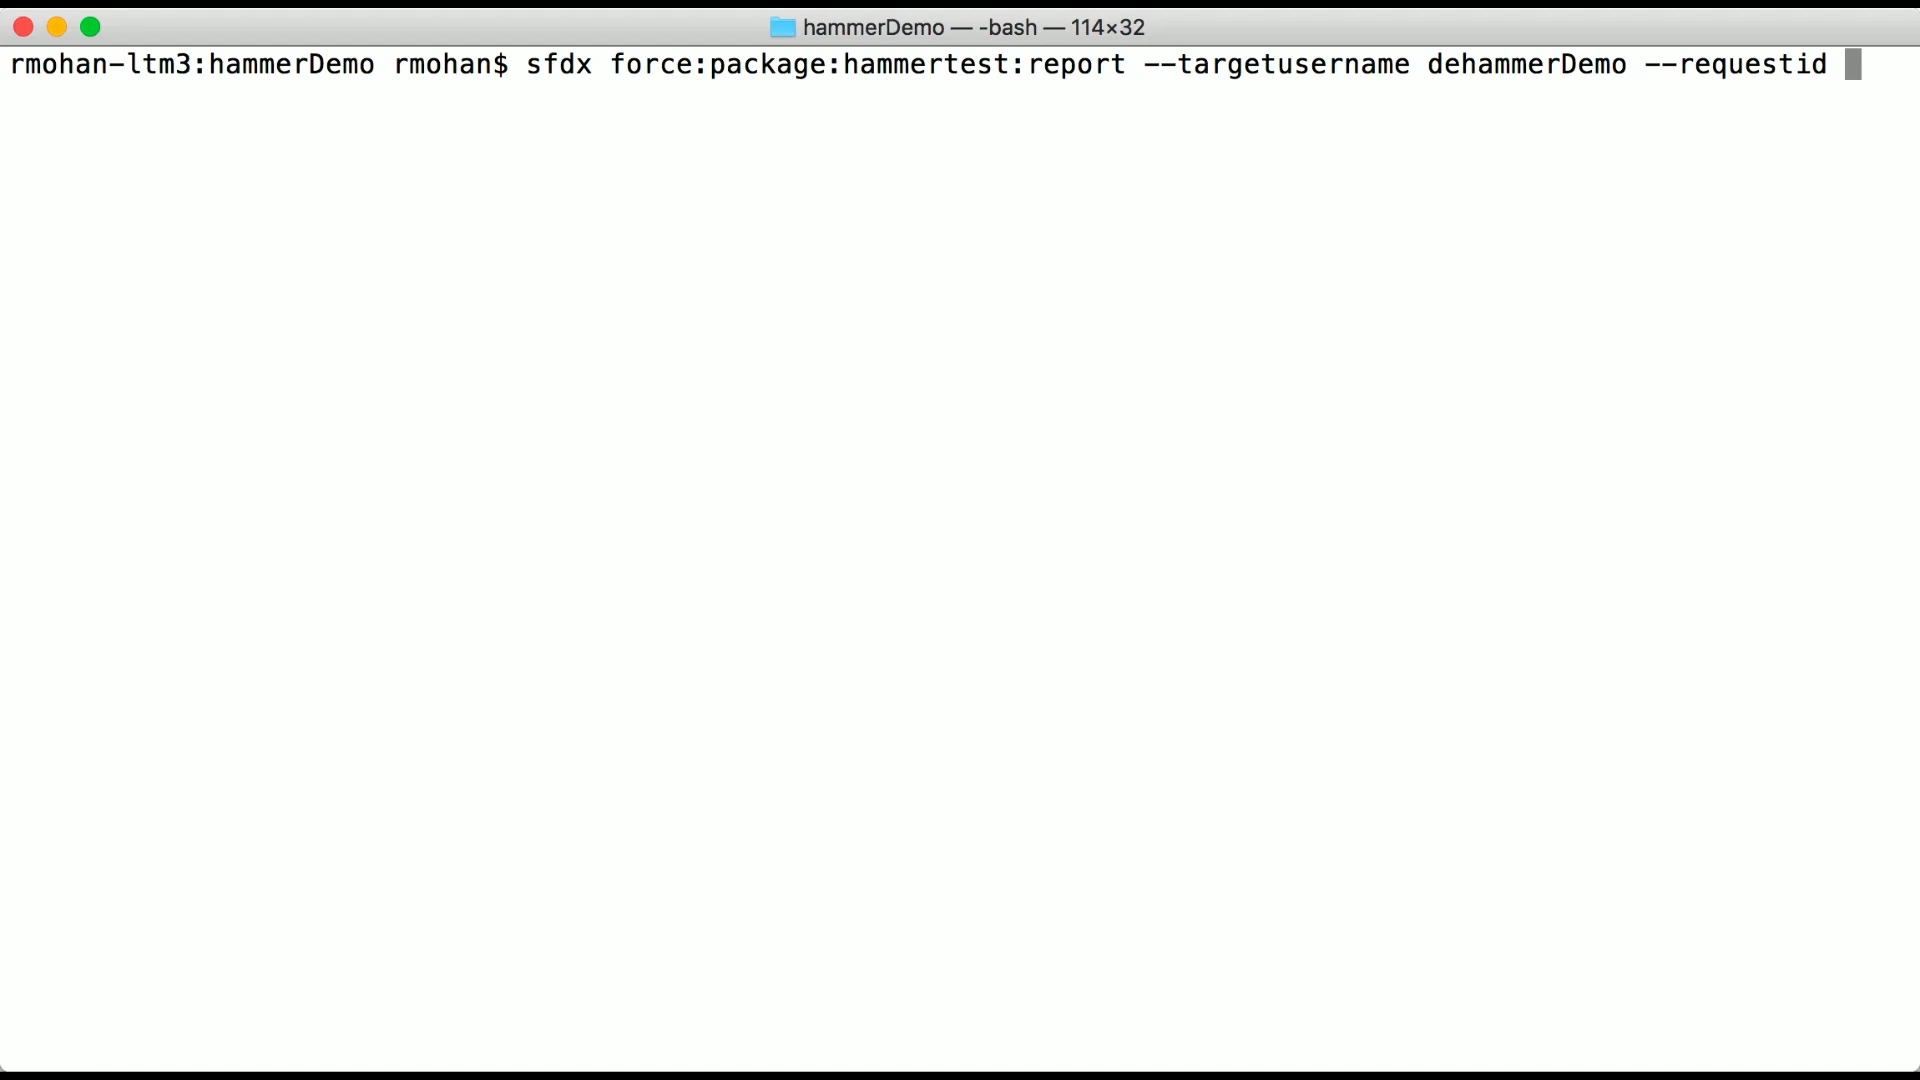 hammerDemo — -bash — 114×32
rmohan-ltm3:hammerDemo rmohan$ sfdx force:package:hammertest:report --targetusername dehammerDemo --requestid